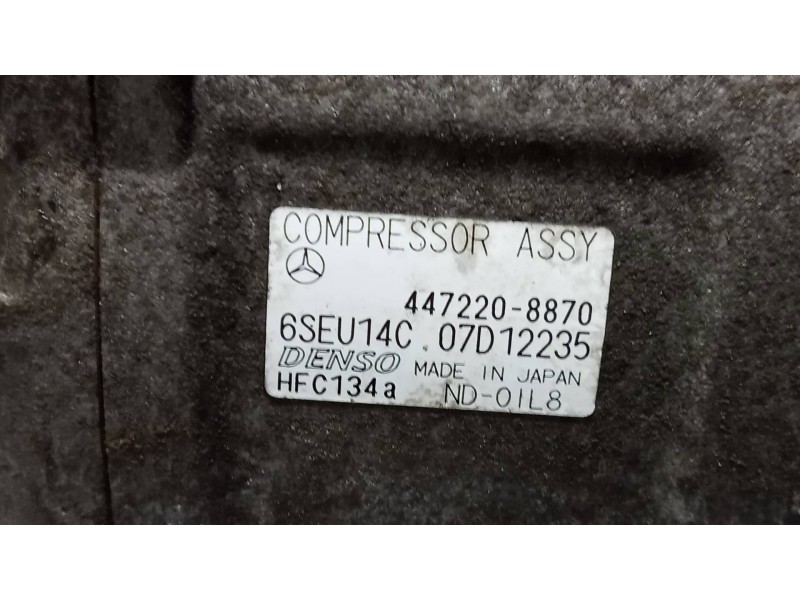 COMPRESSOR ASSY
447220-8870
6SEU14C 07D12235
DENSO MADE IN JAPAN
HFC134a ND-OIL8